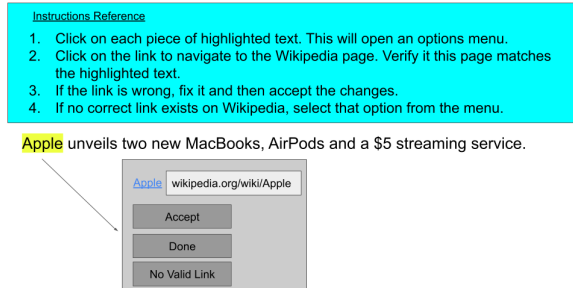 Instructions Reference
1. Click on each piece of highlighted text. This will open an options menu.
2. Click on the link to navigate to the Wikipedia page. Verify it this page matches
the highlighted text.
3. If the link is wrong, fix it and then accept the changes.
4. If no correct link exists on Wikipedia, select that option from the menu.
Apple unveils two new MacBooks, AirPods and a $5 streaming service.
Apple wikipedia.org/wiki/Apple
Accept
Done
No Valid Link